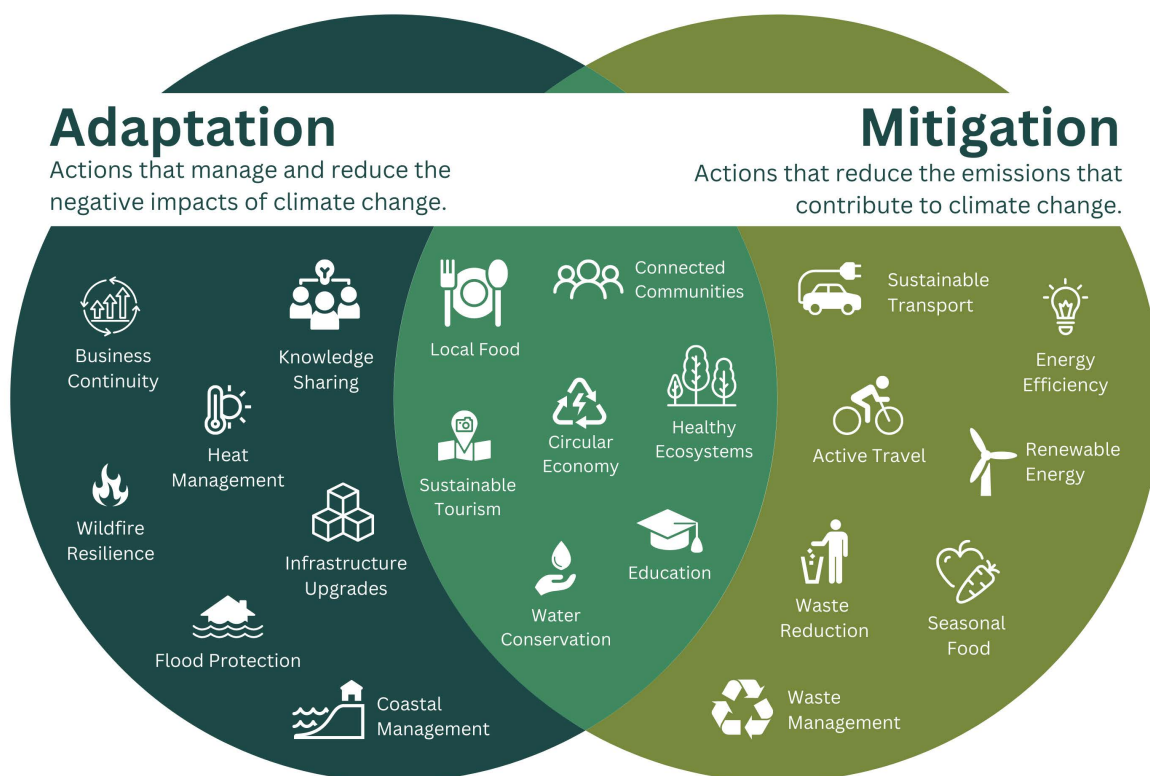 Adaptation
Actions that manage and reduce the
negative impacts of climate change.
Mitigation
Actions that reduce the emissions that
contribute to climate change.
Business
Continuity
Knowledge
Sharing
Heat
Management
Wildfire
Resilience
Infrastructure
Upgrades
Flood Protection
Coastal
Management
Local Food
Connected
Communities
Healthy
Ecosystems
Circular
Economy
Sustainable
Tourism
Education
Water
Conservation
Sustainable
Transport
Energy
Efficiency
Active Travel
Renewable
Energy
Waste
Reduction
Seasonal
Food
Waste
Management